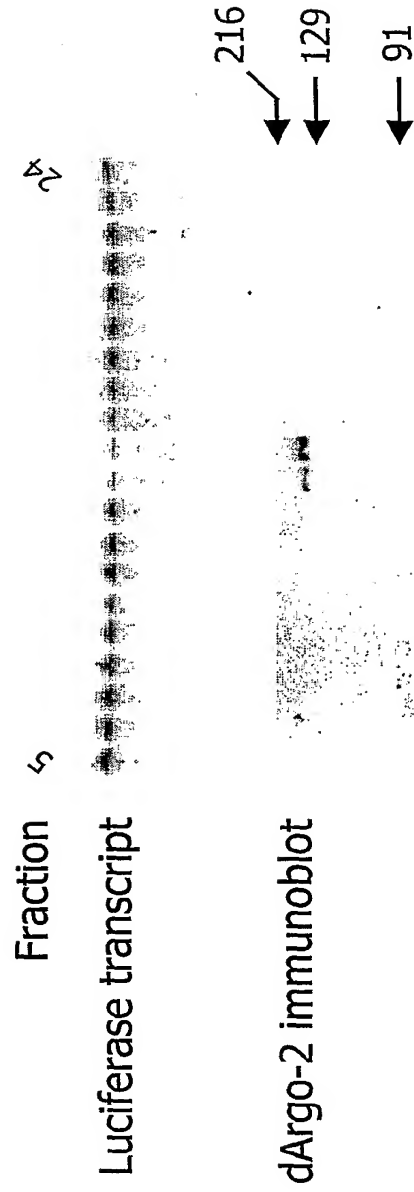 Fraction 5 24
Luciferase transcript
dArgo-2 immunoblot
216
129
91